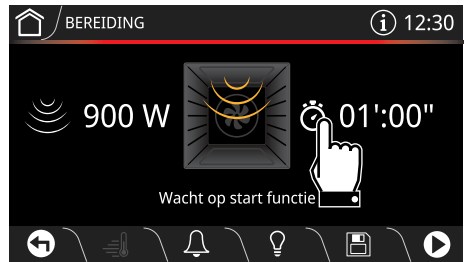 BEREIDING
12:30
900 W
01':00"
Wacht op start functie